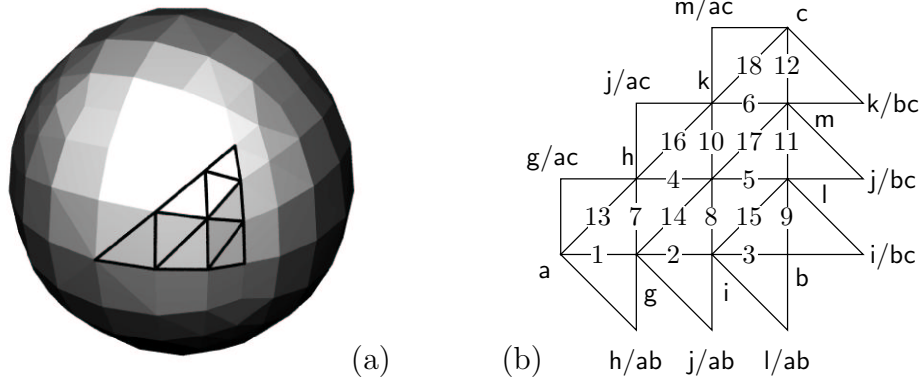 m/ac c
18 12
j/ac k 6 k/bc
m
16 10 17 11
g/ac h 4 5 j/bc
l
13 7 14 8 15 9
a 1 2 3 i/bc
g i b
(a) (b) h/ab j/ab l/ab